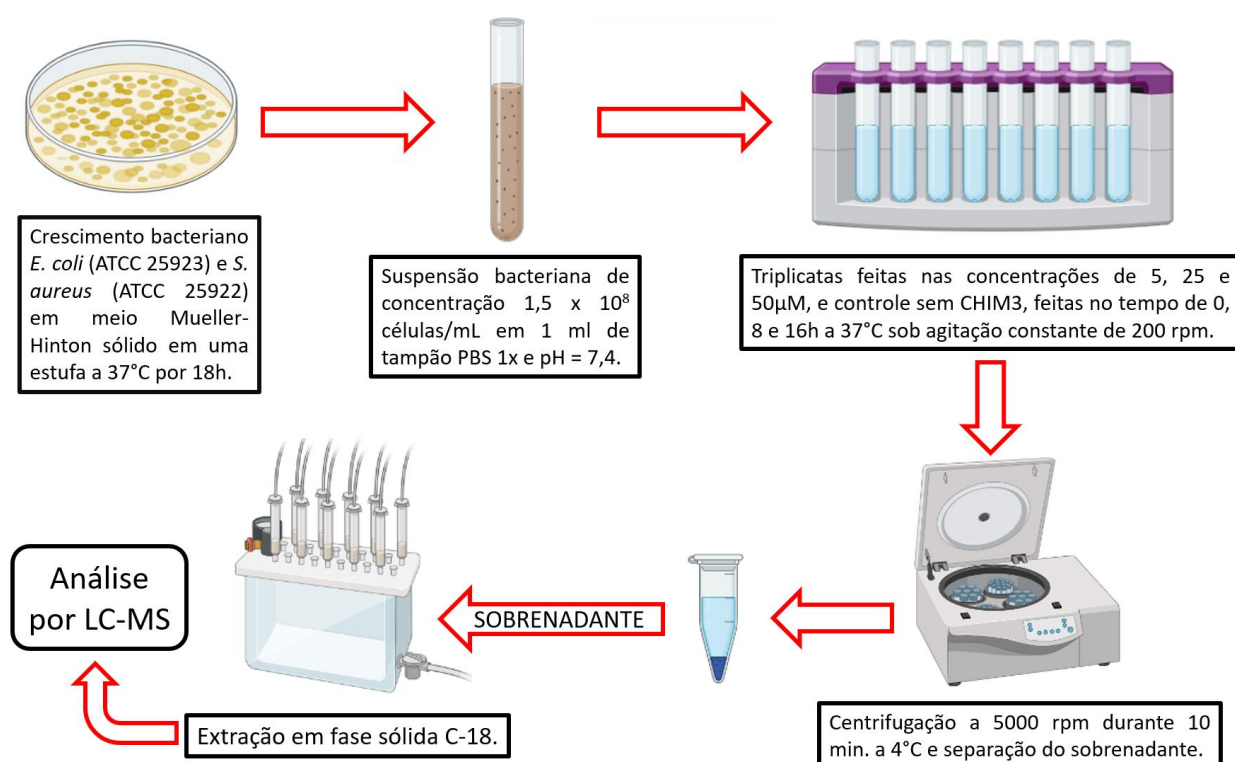 Crescimento bacteriano
E. coli (ATCC 25923) e S.
aureus (ATCC 25922)
em meio Mueller-
Hinton sólido em uma
estufa a 37°C por 18h.
Suspensão bacteriana de
concentração 1,5 x 10⁸
células/mL em 1 ml de
tampão PBS 1x e pH = 7,4.
Triplicatas feitas nas concentrações de 5, 25 e
50µM, e controle sem CHIM3, feitas no tempo de 0,
8 e 16h a 37°C sob agitação constante de 200 rpm.
Centrifugação a 5000 rpm durante 10
min. a 4°C e separação do sobrenadante.
SOBRENADANTE
Extração em fase sólida C-18.
Análise
por LC-MS